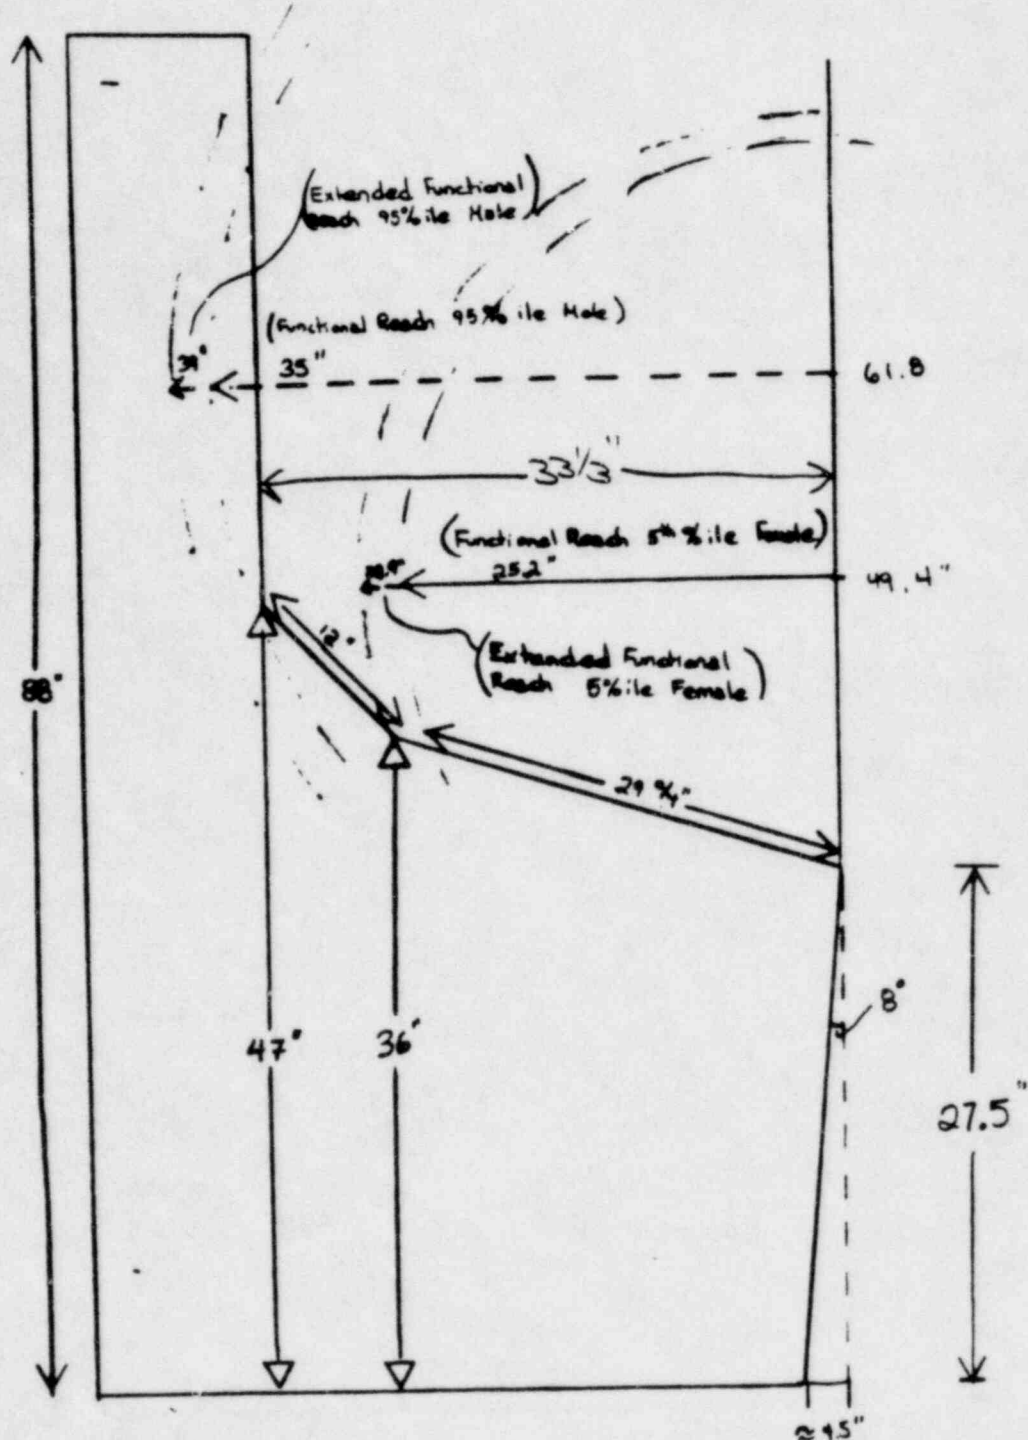 (Extended Functional
Reach 95%ile Male)
(Functional Reach 95%ile Male)
39"
35"
61.8
33 1/3"
(Functional Reach 5th %ile Female)
25.2"
49.4"
12"
(Extended Functional
Reach 5%ile Female)
88"
29 3/4"
47"
36"
8°
27.5"
≈ 4.5"